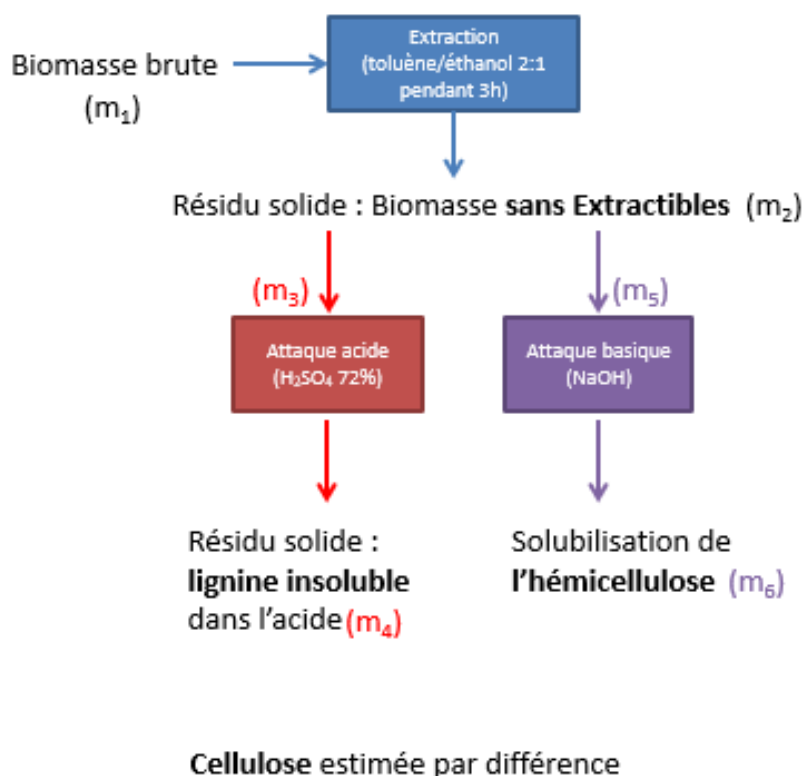 Extraction
(toluène/éthanol 2:1
pendant 3h)
Biomasse brute
(m₁)
Résidu solide : Biomasse sans Extractibles (m₂)
(m₃)
(m₅)
Attaque acide
(H₂SO₄ 72%)
Attaque basique
(NaOH)
Résidu solide :
lignine insoluble
dans l'acide (m₄)
Solubilisation de
l'hémicellulose (m₆)
Cellulose estimée par différence